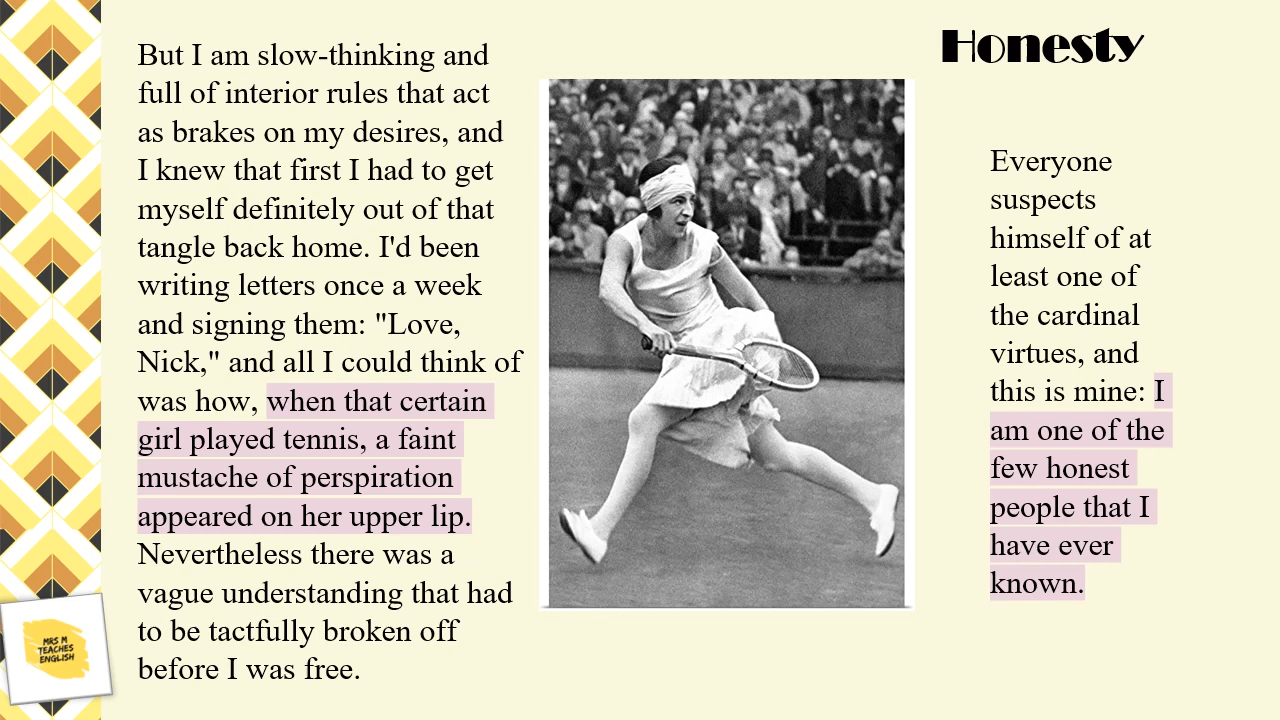 Honesty
But I am slow-thinking and
full of interior rules that act
as brakes on my desires, and
I knew that first I had to get
myself definitely out of that
tangle back home. I'd been
writing letters once a week
and signing them: "Love,
Nick," and all I could think of
was how, when that certain
girl played tennis, a faint
mustache of perspiration
appeared on her upper lip.
Nevertheless there was a
vague understanding that had
to be tactfully broken off
before I was free.
Everyone
suspects
himself of at
least one of
the cardinal
virtues, and
this is mine: I
am one of the
few honest
people that I
have ever
known.
MRS M
TEACHES
ENGLISH